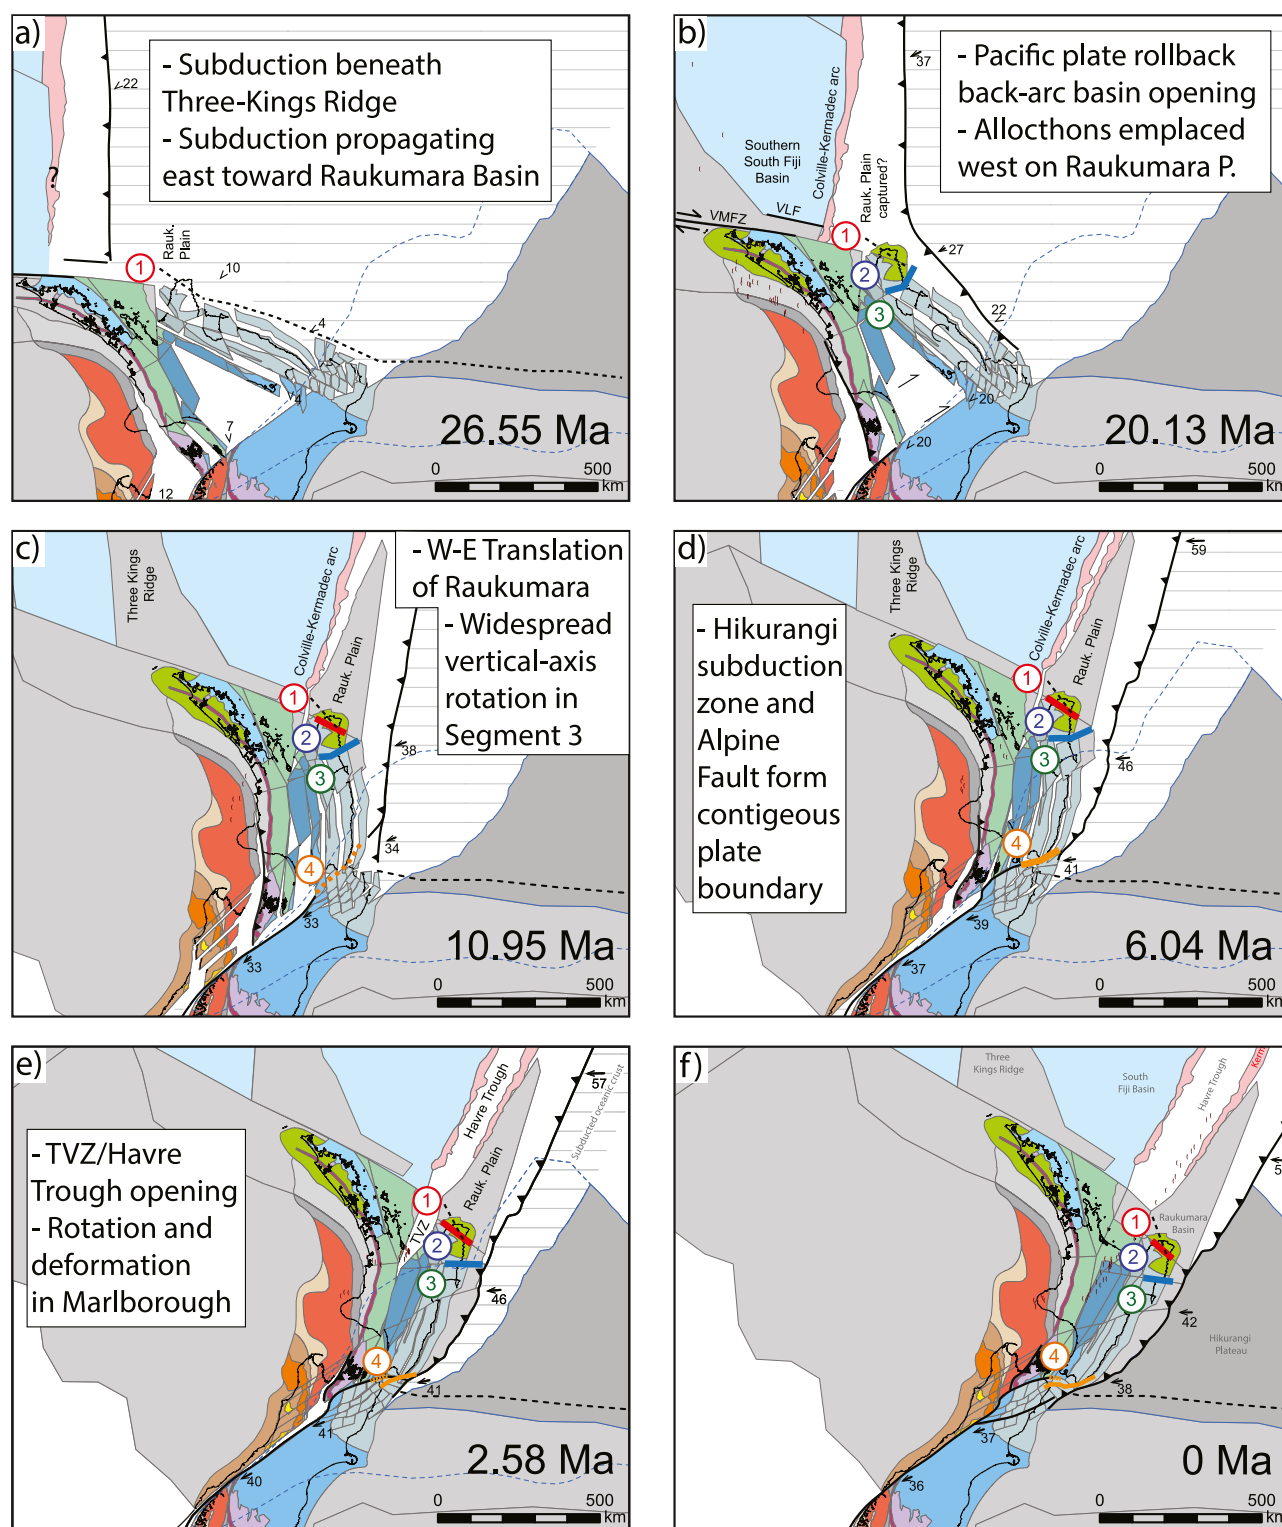 a)
- Subduction beneath
Three-Kings Ridge
- Subduction propagating
east toward Raukumara Basin
22
?
1
Rauk.
Plain
10
4
4
7
12
26.55 Ma
0 500
km
b)
- Pacific plate rollback
back-arc basin opening
- Allocthons emplaced
west on Raukumara P.
37
Colville-Kermadec arc
Southern
South Fiji
Basin
Rauk. Plain
captured?
VLF
VMFZ
1
2
3
27
22
20
20
20.13 Ma
0 500
km
c)
- W-E Translation
of Raukumara
- Widespread
vertical-axis
rotation in
Segment 3
Three Kings
Ridge
Colville-Kermadec arc
Rauk. Plain
1
2
3
4
38
34
33
33
10.95 Ma
0 500
km
d)
- Hikurangi
subduction
zone and
Alpine
Fault form
contigeous
plate
boundary
Three Kings
Ridge
Colville-Kermadec arc
Rauk. Plain
59
1
2
3
4
46
41
39
37
6.04 Ma
0 500
km
e)
- TVZ/Havre
Trough opening
- Rotation and
deformation
in Marlborough
Havre Trough
57
Subducted oceanic crust
Rauk. Plain
TVZ
1
2
3
4
46
41
41
40
2.58 Ma
0 500
km
f)
Three
Kings Ridge
South
Fiji Basin
Havre Trough
Kerm
5
Raukumara
Basin
1
2
3
4
42
Hikurangi
Plateau
38
37
36
0 Ma
0 500
km